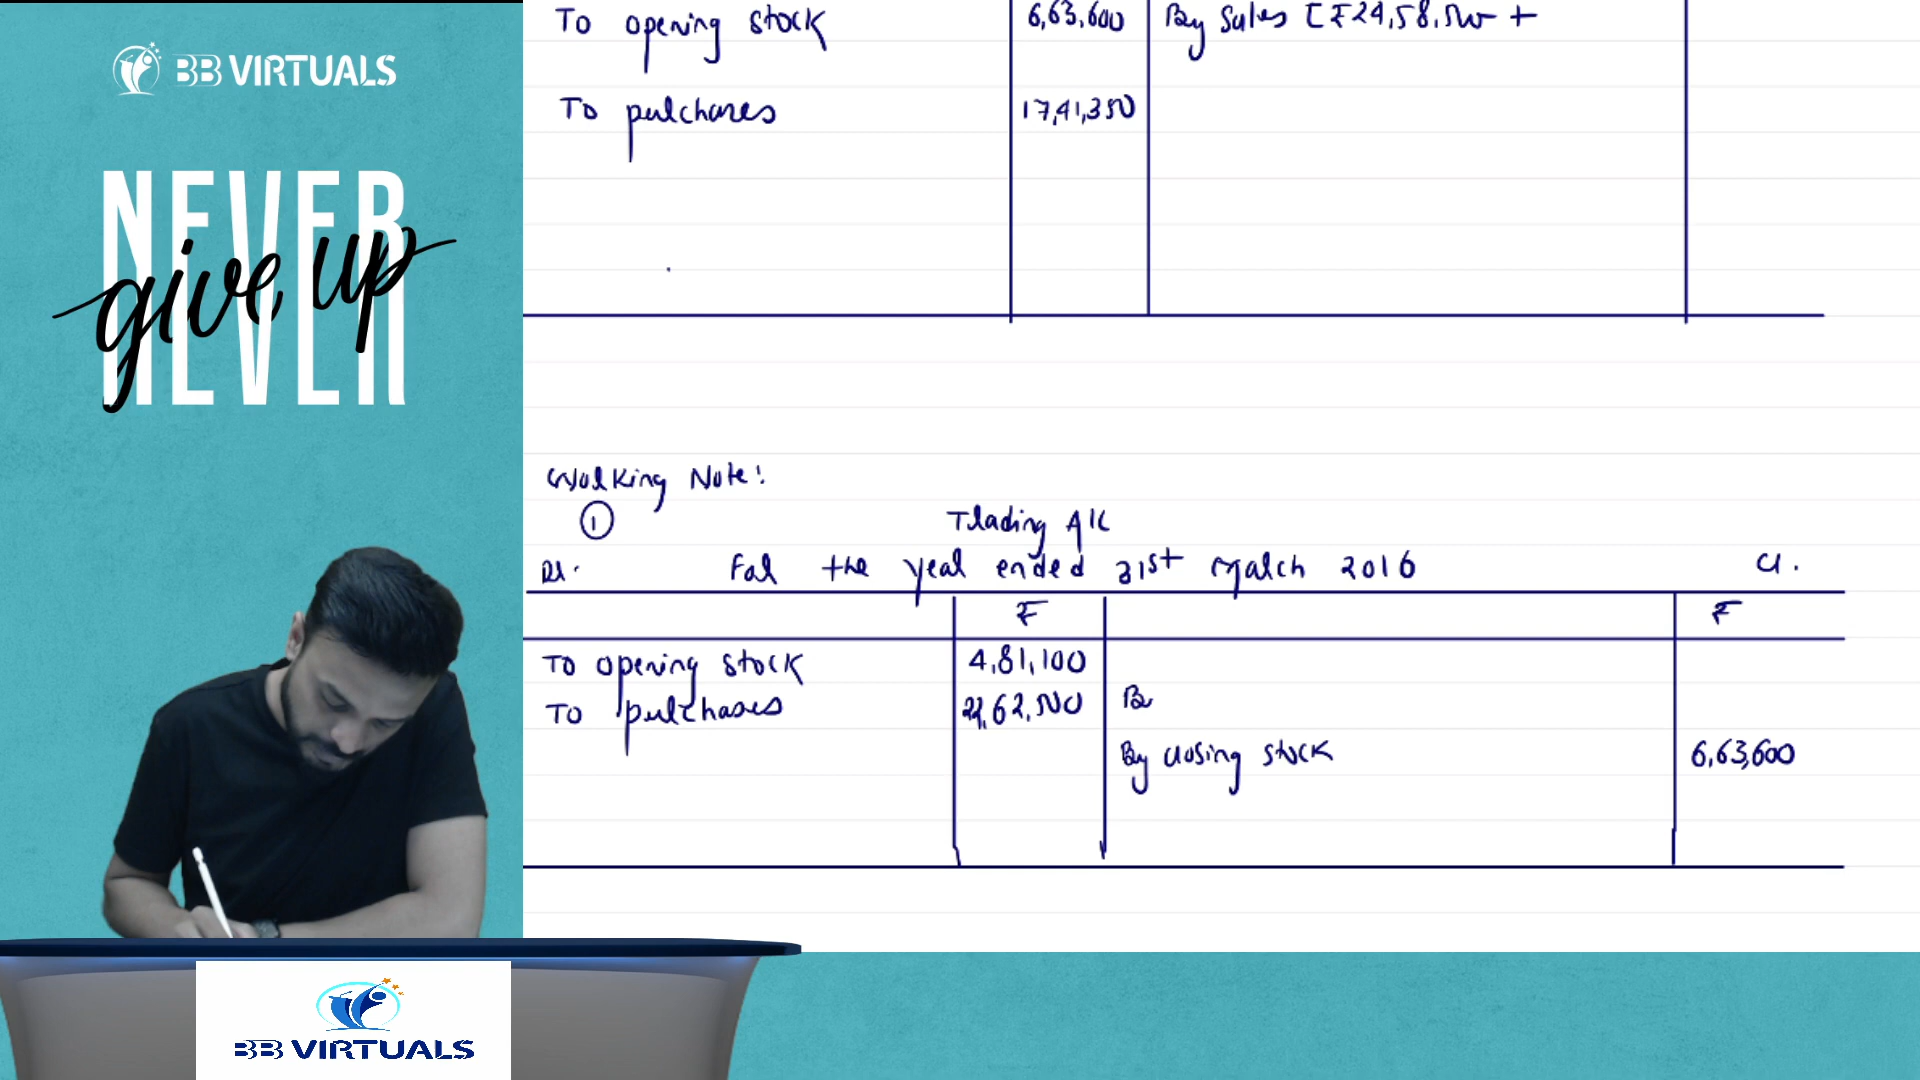 BB VIRTUALS
NEVER
give up
NEVER
To opening stock 6,63,600 By Sales [₹24,58,500 +
To purchases 17,41,350
Working Note:
①
Trading A/c
Dr. For the year ended 31st March 2016 Cr.
₹ ₹
To opening stock 4,81,100
To purchases 22,62,500 By
By closing stock 6,63,600
BB VIRTUALS